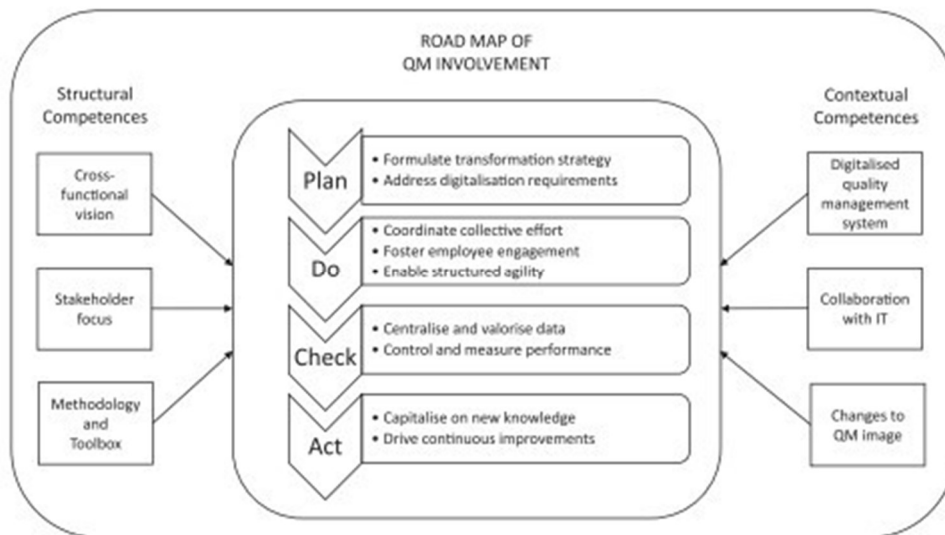 ROAD MAP OF
QM INVOLVEMENT
Structural
Competences
Cross-
functional
vision
Stakeholder
focus
Methodology
and
Toolbox
Plan
• Formulate transformation strategy
• Address digitalisation requirements
Do
• Coordinate collective effort
• Foster employee engagement
• Enable structured agility
Check
• Centralise and valorise data
• Control and measure performance
Act
• Capitalise on new knowledge
• Drive continuous improvements
Contextual
Competences
Digitalised
quality
management
system
Collaboration
with IT
Changes to
QM image